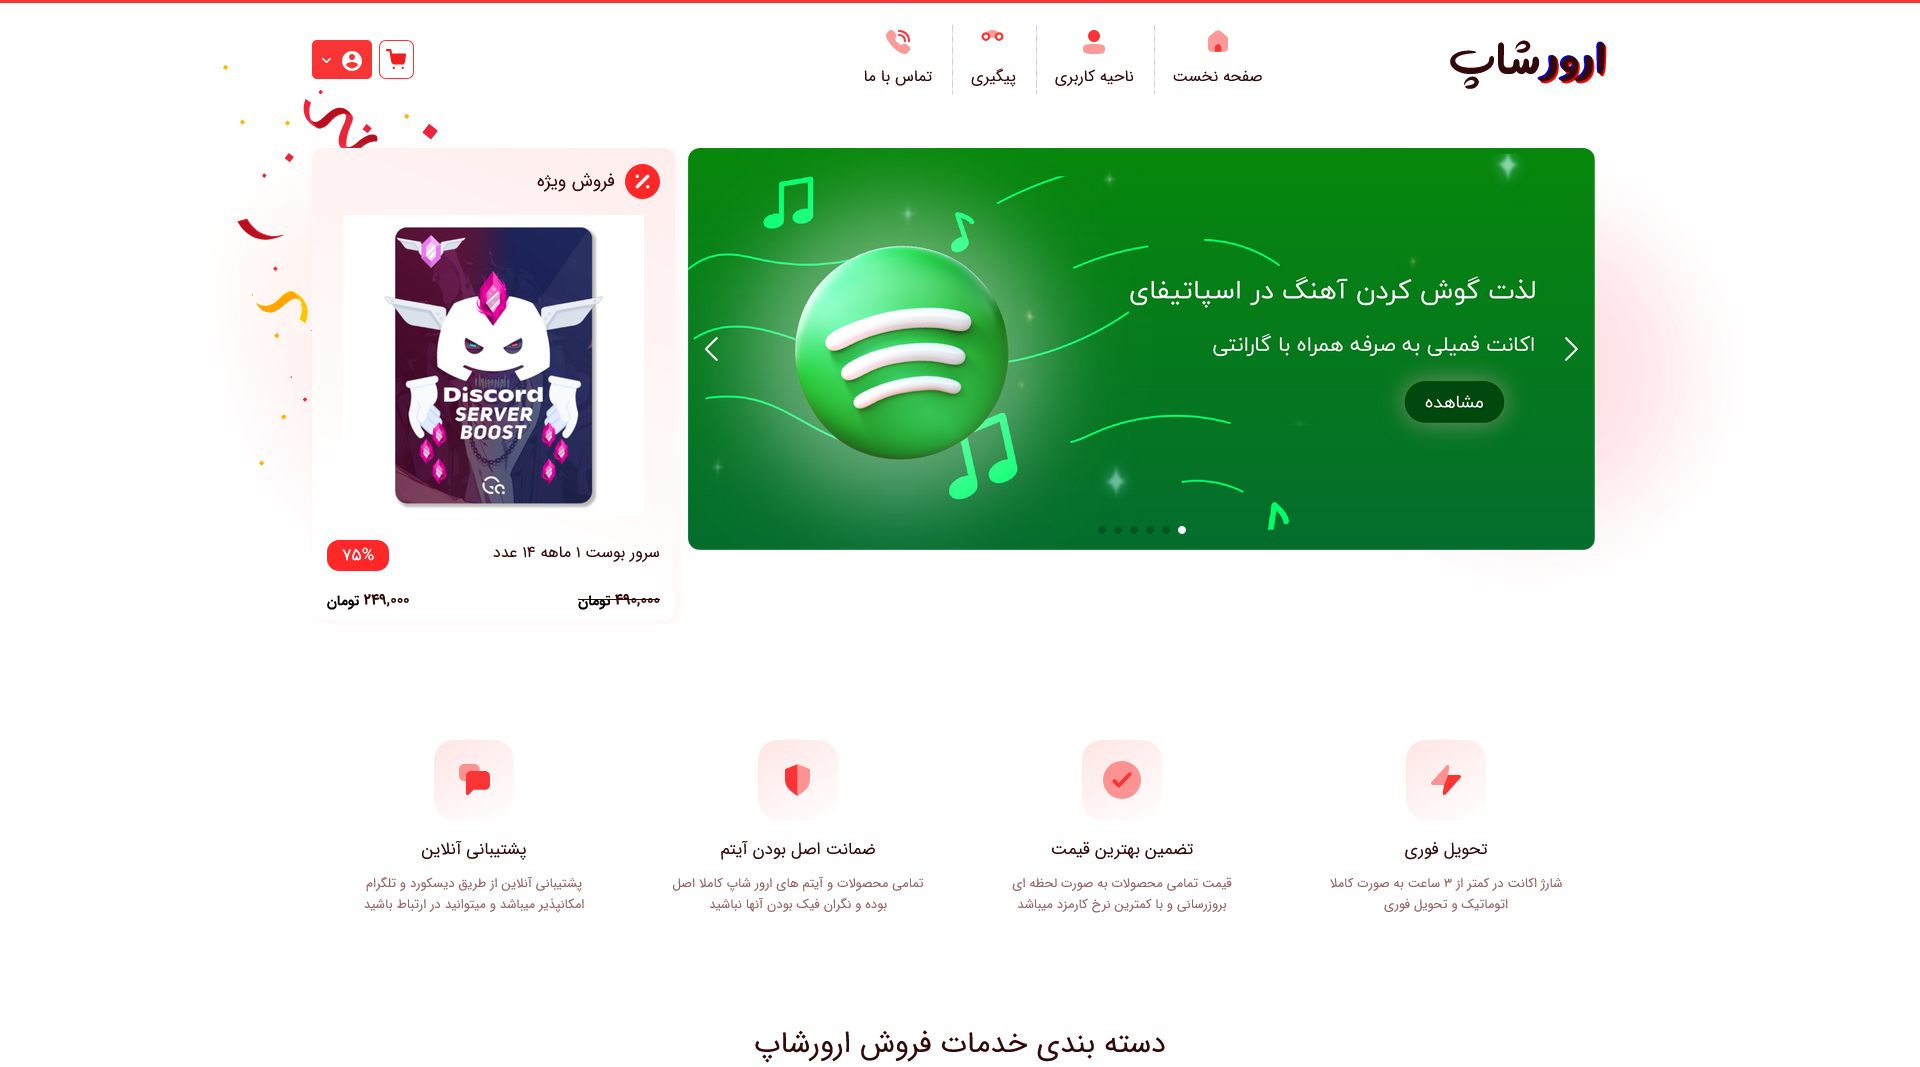 ارورشاپ
صفحه نخست
ناحیه کاربری
پیگیری
تماس با ما
لذت گوش کردن آهنگ در اسپاتیفای
اکانت فمیلی به صرفه همراه با گارانتی
مشاهده
فروش ویژه
Discord
SERVER
BOOST
سرور بوست ۱ ماهه ۱۴ عدد
۷۵%
۴۹۰,۰۰۰ تومان
۲۴۹,۰۰۰ تومان
تحویل فوری
شارژ اکانت در کمتر از ۳ ساعت به صورت کاملا
اتوماتیک و تحویل فوری
تضمین بهترین قیمت
قیمت تمامی محصولات به صورت لحظه ای
بروزرسانی و با کمترین نرخ کارمزد میباشد
ضمانت اصل بودن آیتم
تمامی محصولات و آیتم های ارور شاپ کاملا اصل
بوده و نگران فیک بودن آنها نباشید
پشتیبانی آنلاین
پشتیبانی آنلاین از طریق دیسکورد و تلگرام
امکانپذیر میباشد و میتوانید در ارتباط باشید
دسته بندی خدمات فروش ارورشاپ